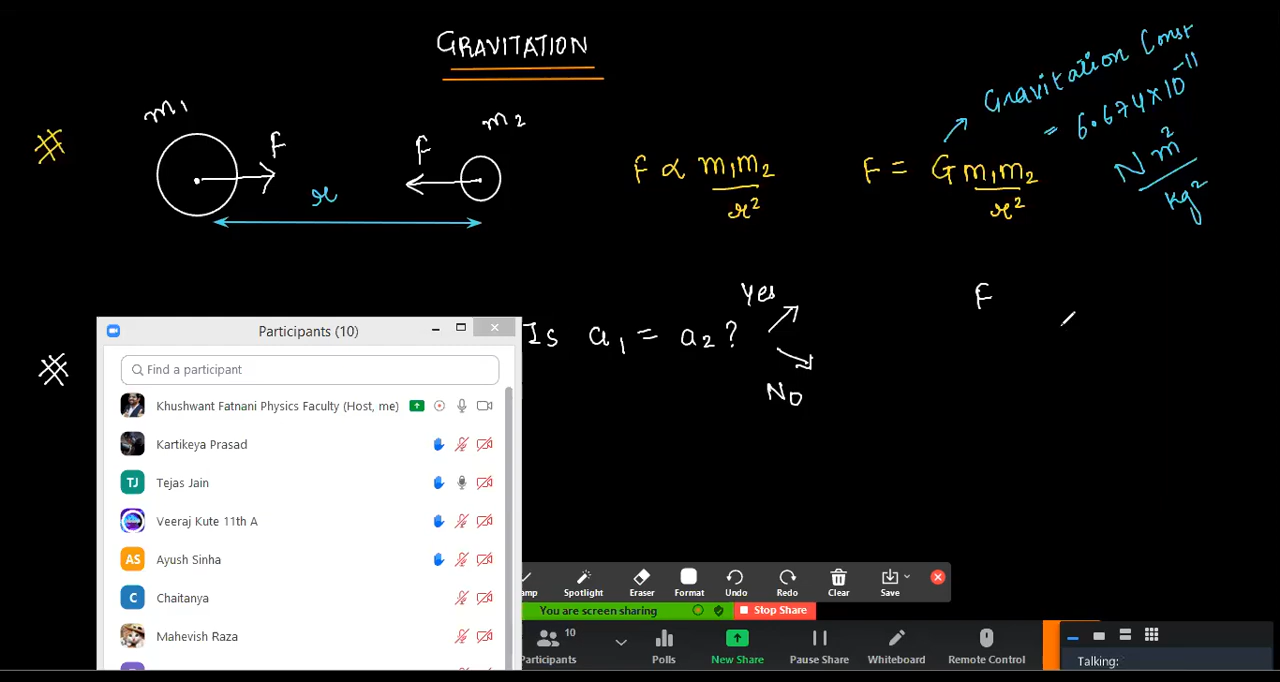 GRAVITATION
m1
m2
F
F
r
F ∝ m1m2
r²
F = G m1m2
r²
Gravitation Const
= 6.674×10⁻¹¹
N m²
kg²
Is a1 = a2 ?
Yes
No
F
Participants (10)
Find a participant
Khushwant Fatnani Physics Faculty (Host, me)
Kartikeya Prasad
TJ Tejas Jain
Veeraj Kute 11th A
AS Ayush Sinha
C Chaitanya
Mahevish Raza
amp Spotlight Eraser Format Undo Redo Clear Save
You are screen sharing Stop Share
10
Participants Polls New Share Pause Share Whiteboard Remote Control
Talking: